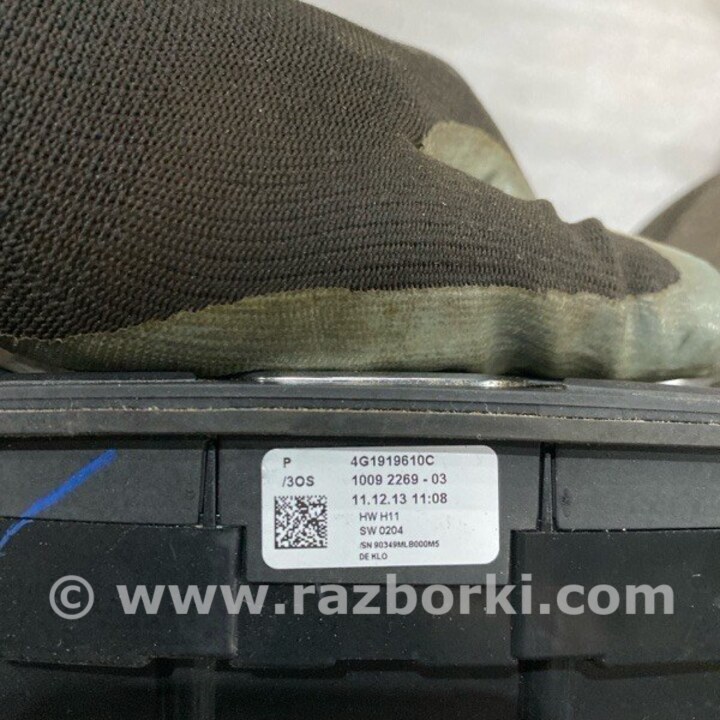 P 4G1919610C
/3OS 1009 2269 - 03
11.12.13 11:08
HW H11
SW 0204
/SN 90349MLB000M5
DE KLO
© www.razborki.com